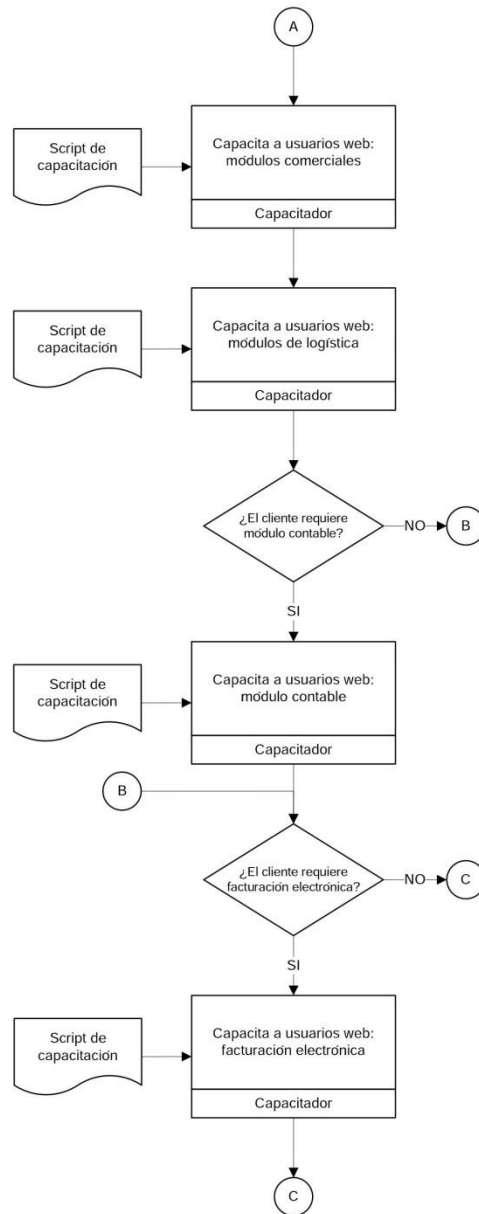 A
Script de
capacitación
Capacita a usuarios web:
módulos comerciales
Capacitador
Script de
capacitación
Capacita a usuarios web:
módulos de logística
Capacitador
¿El cliente requiere
módulo contable?
NO
B
SI
Script de
capacitación
Capacita a usuarios web:
módulo contable
Capacitador
B
¿El cliente requiere
facturación electrónica?
NO
C
SI
Script de
capacitación
Capacita a usuarios web:
facturación electrónica
Capacitador
C